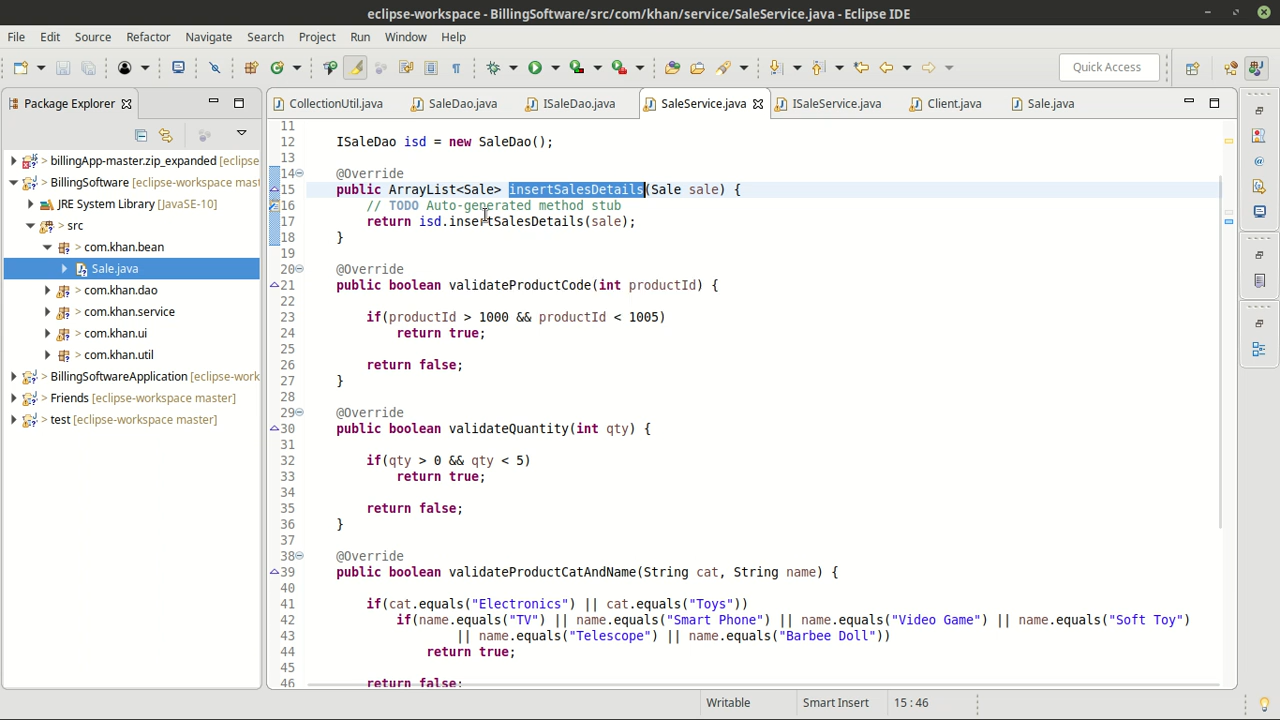 eclipse-workspace - BillingSoftware/src/com/khan/service/SaleService.java - Eclipse IDE
File Edit Source Refactor Navigate Search Project Run Window Help
Quick Access
Package Explorer
CollectionUtil.java SaleDao.java ISaleDao.java SaleService.java ISaleService.java Client.java Sale.java
> billingApp-master.zip_expanded [eclipse
> BillingSoftware [eclipse-workspace mast
JRE System Library [JavaSE-10]
> src
> com.khan.bean
Sale.java
> com.khan.dao
> com.khan.service
> com.khan.ui
> com.khan.util
> BillingSoftwareApplication [eclipse-work
> Friends [eclipse-workspace master]
> test [eclipse-workspace master]
11
12 ISaleDao isd = new SaleDao();
13
14 @Override
15 public ArrayList<Sale> insertSalesDetails(Sale sale) {
16 // TODO Auto-generated method stub
17 return isd.insertSalesDetails(sale);
18 }
19
20 @Override
21 public boolean validateProductCode(int productId) {
22
23 if(productId > 1000 && productId < 1005)
24 return true;
25
26 return false;
27 }
28
29 @Override
30 public boolean validateQuantity(int qty) {
31
32 if(qty > 0 && qty < 5)
33 return true;
34
35 return false;
36 }
37
38 @Override
39 public boolean validateProductCatAndName(String cat, String name) {
40
41 if(cat.equals("Electronics") || cat.equals("Toys"))
42 if(name.equals("TV") || name.equals("Smart Phone") || name.equals("Video Game") || name.equals("Soft Toy")
43 || name.equals("Telescope") || name.equals("Barbee Doll"))
44 return true;
45
46 return false;
Writable Smart Insert 15 : 46